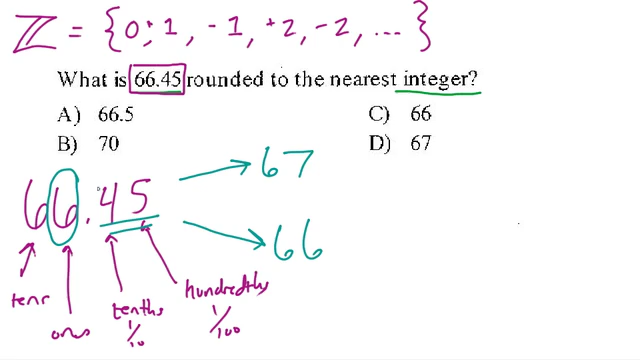 ℤ = {0, +1, -1, +2, -2, ...}
What is 66.45 rounded to the nearest integer?
A) 66.5
B) 70
C) 66
D) 67
66.45
67
66
tens
ones
tenths
1/10
hundredths
1/100